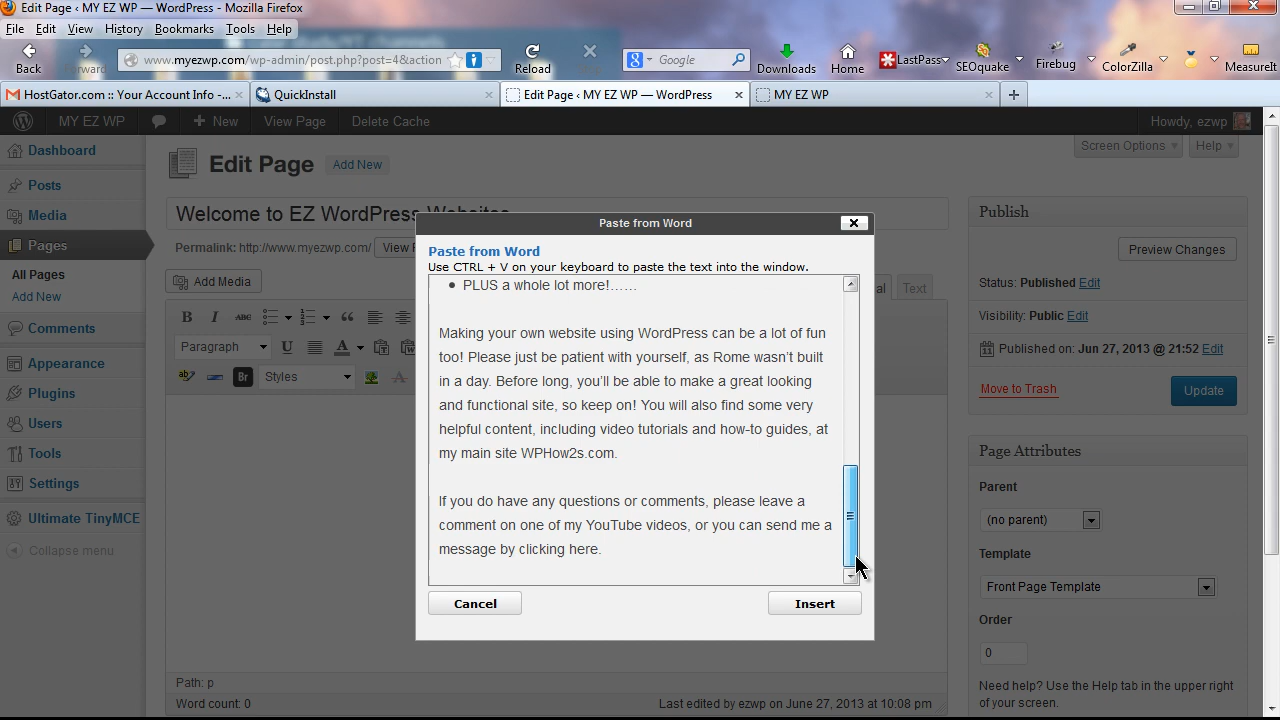 Edit Page ‹ MY EZ WP — WordPress - Mozilla Firefox
File Edit View History Bookmarks Tools Help
Back Forward www.myezwp.com/wp-admin/post.php?post=4&action Reload Google Downloads Home LastPass SEOquake Firebug ColorZilla MeasureIt
HostGator.com :: Your Account Info -... QuickInstall Edit Page ‹ MY EZ WP — WordPress MY EZ WP
MY EZ WP New View Page Delete Cache Howdy, ezwp
Screen Options Help
Dashboard
Posts
Media
Pages
All Pages
Add New
Comments
Appearance
Plugins
Users
Tools
Settings
Ultimate TinyMCE
Collapse menu
Edit Page Add New
Welcome to EZ WordPress Websites
Permalink: http://www.myezwp.com/
Add Media
Text
B I ABC
Paragraph U A
Br Styles
Path: p
Word count: 0 Last edited by ezwp on June 27, 2013 at 10:08 pm
Paste from Word
Paste from Word
Use CTRL + V on your keyboard to paste the text into the window.
• PLUS a whole lot more!……
Making your own website using WordPress can be a lot of fun
too! Please just be patient with yourself, as Rome wasn’t built
in a day. Before long, you’ll be able to make a great looking
and functional site, so keep on! You will also find some very
helpful content, including video tutorials and how-to guides, at
my main site WPHow2s.com.
If you do have any questions or comments, please leave a
comment on one of my YouTube videos, or you can send me a
message by clicking here.
Cancel Insert
Publish
Preview Changes
Status: Published Edit
Visibility: Public Edit
Published on: Jun 27, 2013 @ 21:52 Edit
Move to Trash Update
Page Attributes
Parent
(no parent)
Template
Front Page Template
Order
0
Need help? Use the Help tab in the upper right
of your screen.